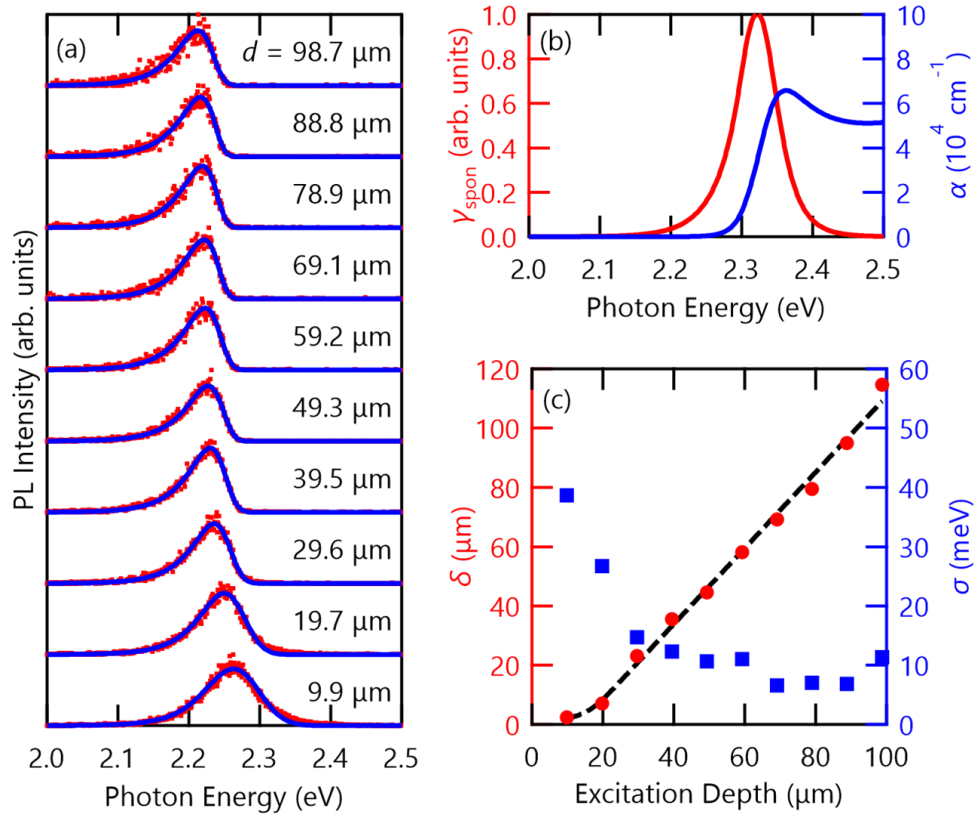 (a)
d = 98.7 μm
88.8 μm
78.9 μm
69.1 μm
59.2 μm
49.3 μm
39.5 μm
29.6 μm
19.7 μm
9.9 μm
PL Intensity (arb. units)
2.0 2.1 2.2 2.3 2.4 2.5
Photon Energy (eV)
(b)
γspon (arb. units)
1.0
0.8
0.6
0.4
0.2
0.0
10
8
6
4
2
0
α (10⁴ cm⁻¹)
2.0 2.1 2.2 2.3 2.4 2.5
Photon Energy (eV)
(c)
δ (μm)
120
100
80
60
40
20
0
60
50
40
30
20
10
0
σ (meV)
0 20 40 60 80 100
Excitation Depth (μm)